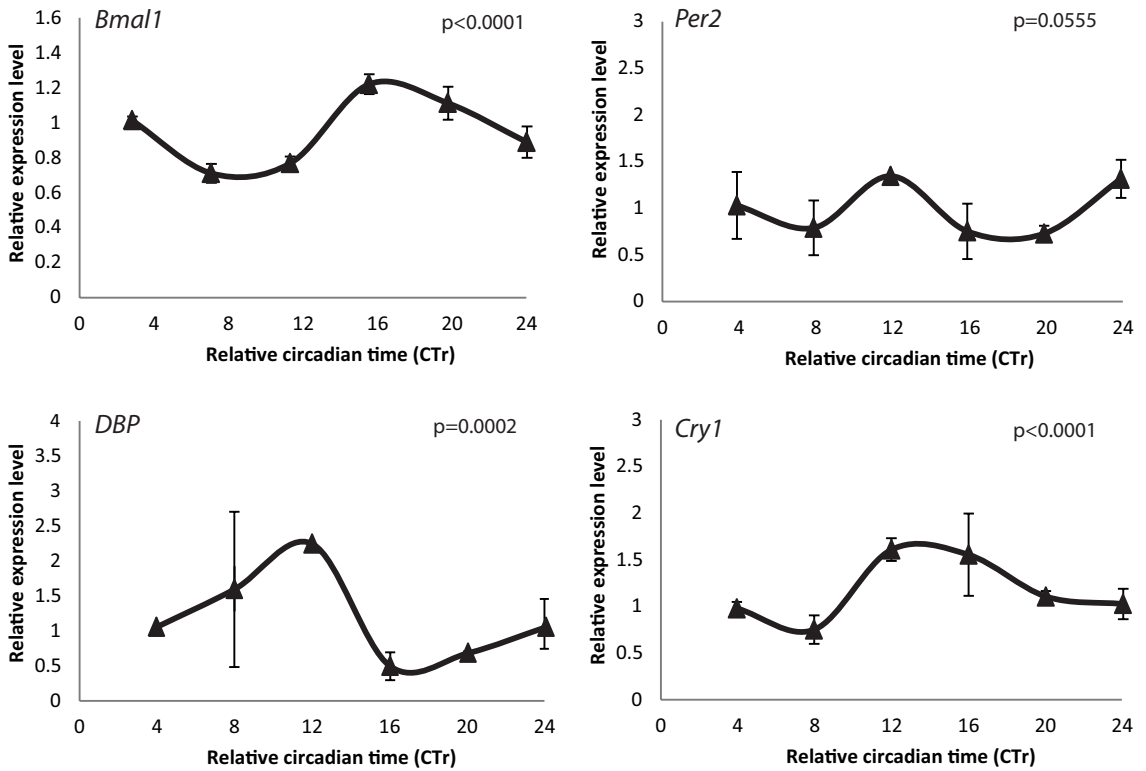 Bmal1
p<0.0001
Relative expression level
1.6
1.4
1.2
1
0.8
0.6
0.4
0.2
0
0 4 8 12 16 20 24
Relative circadian time (CTr)
Per2
p=0.0555
Relative expression level
3
2.5
2
1.5
1
0.5
0
0 4 8 12 16 20 24
Relative circadian time (CTr)
DBP
p=0.0002
Relative expression level
4
3.5
3
2.5
2
1.5
1
0.5
0
0 4 8 12 16 20 24
Relative circadian time (CTr)
Cry1
p<0.0001
Relative expression level
3
2.5
2
1.5
1
0.5
0
0 4 8 12 16 20 24
Relative circadian time (CTr)